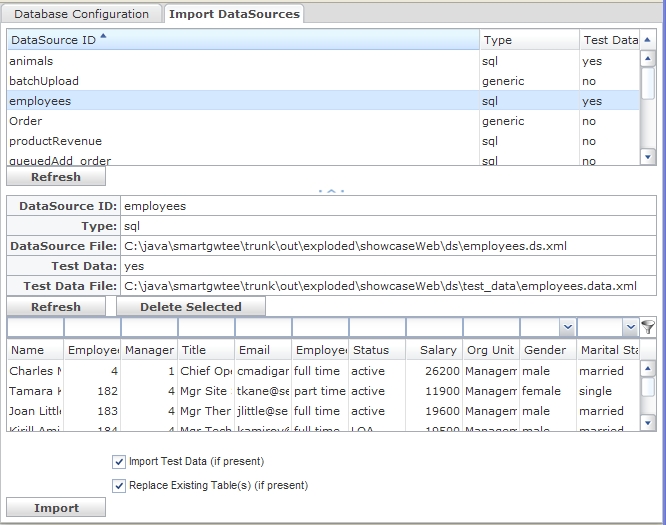 Database Configuration Import DataSources
DataSource ID Type Test Data
animals sql yes
batchUpload generic no
employees sql yes
Order generic no
productRevenue sql no
queuedAdd_order sql no
Refresh
DataSource ID: employees
Type: sql
DataSource File: C:\java\smartgwtee\trunk\out\exploded\showcaseWeb\ds\employees.ds.xml
Test Data: yes
Test Data File: C:\java\smartgwtee\trunk\out\exploded\showcaseWeb\ds\test_data\employees.data.xml
Refresh Delete Selected
Name Employee Manager Title Email Employee Status Salary Org Unit Gender Marital Sta
Charles M 4 1 Chief Ope cmadigar full time active 26200 Managem male married
Tamara K 182 4 Mgr Site part time active 11900 Managem female single
Joan Little 183 4 Mgr Ther jlittle@se full time active 19600 Managem male married
Kirill Ami 184 4 Mgr Tech full time LOA 19500 Managem male married
Import Test Data (if present)
Replace Existing Table(s) (if present)
Import